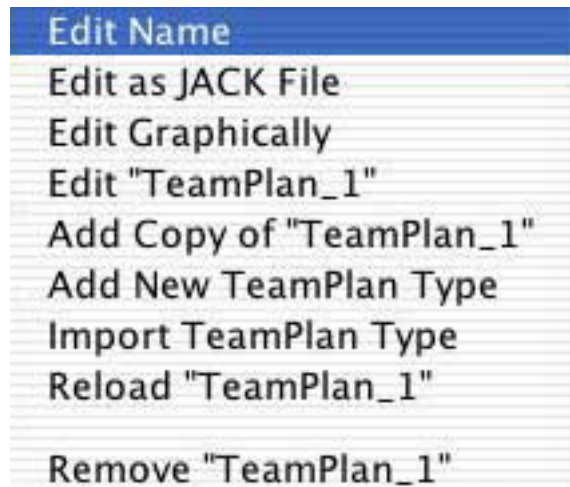 Edit Name
Edit as JACK File
Edit Graphically
Edit "TeamPlan_1"
Add Copy of "TeamPlan_1"
Add New TeamPlan Type
Import TeamPlan Type
Reload "TeamPlan_1"
Remove "TeamPlan_1"